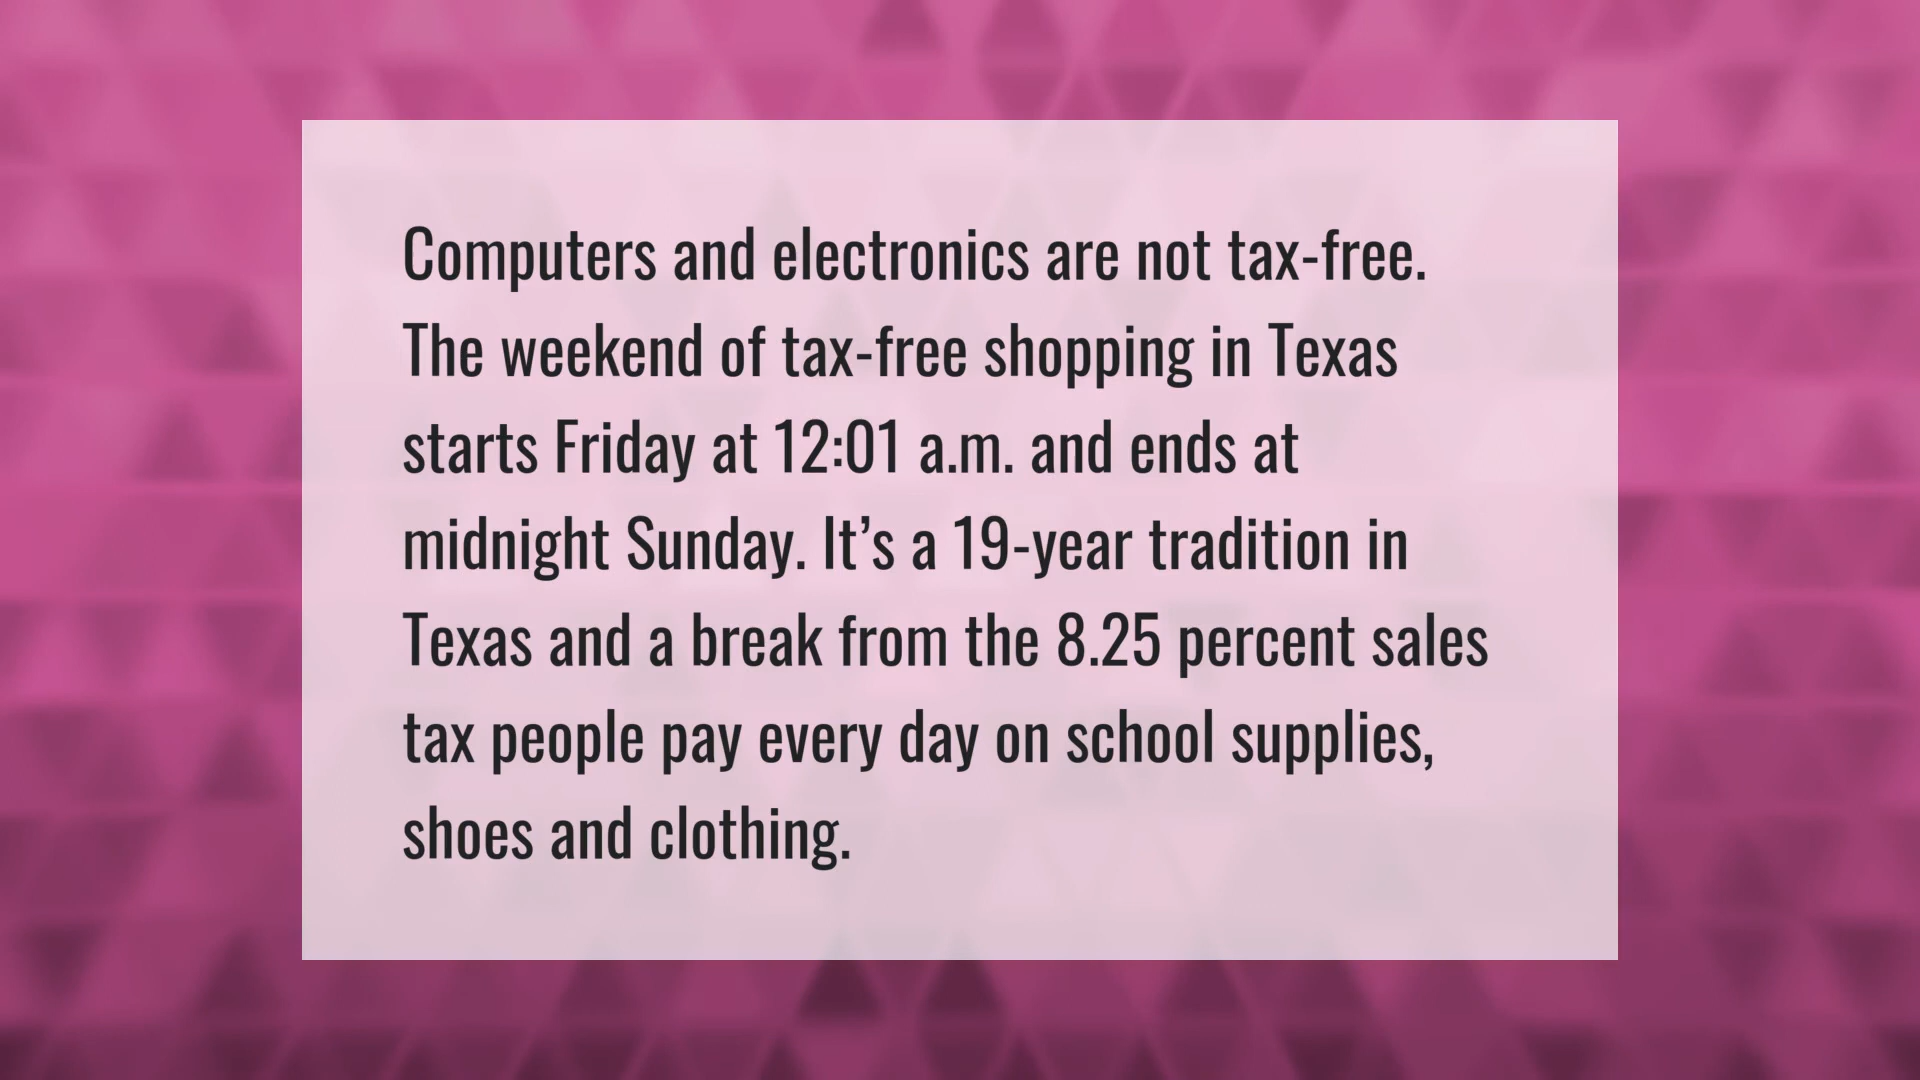 Computers and electronics are not tax-free.
The weekend of tax-free shopping in Texas
starts Friday at 12:01 a.m. and ends at
midnight Sunday. It’s a 19-year tradition in
Texas and a break from the 8.25 percent sales
tax people pay every day on school supplies,
shoes and clothing.